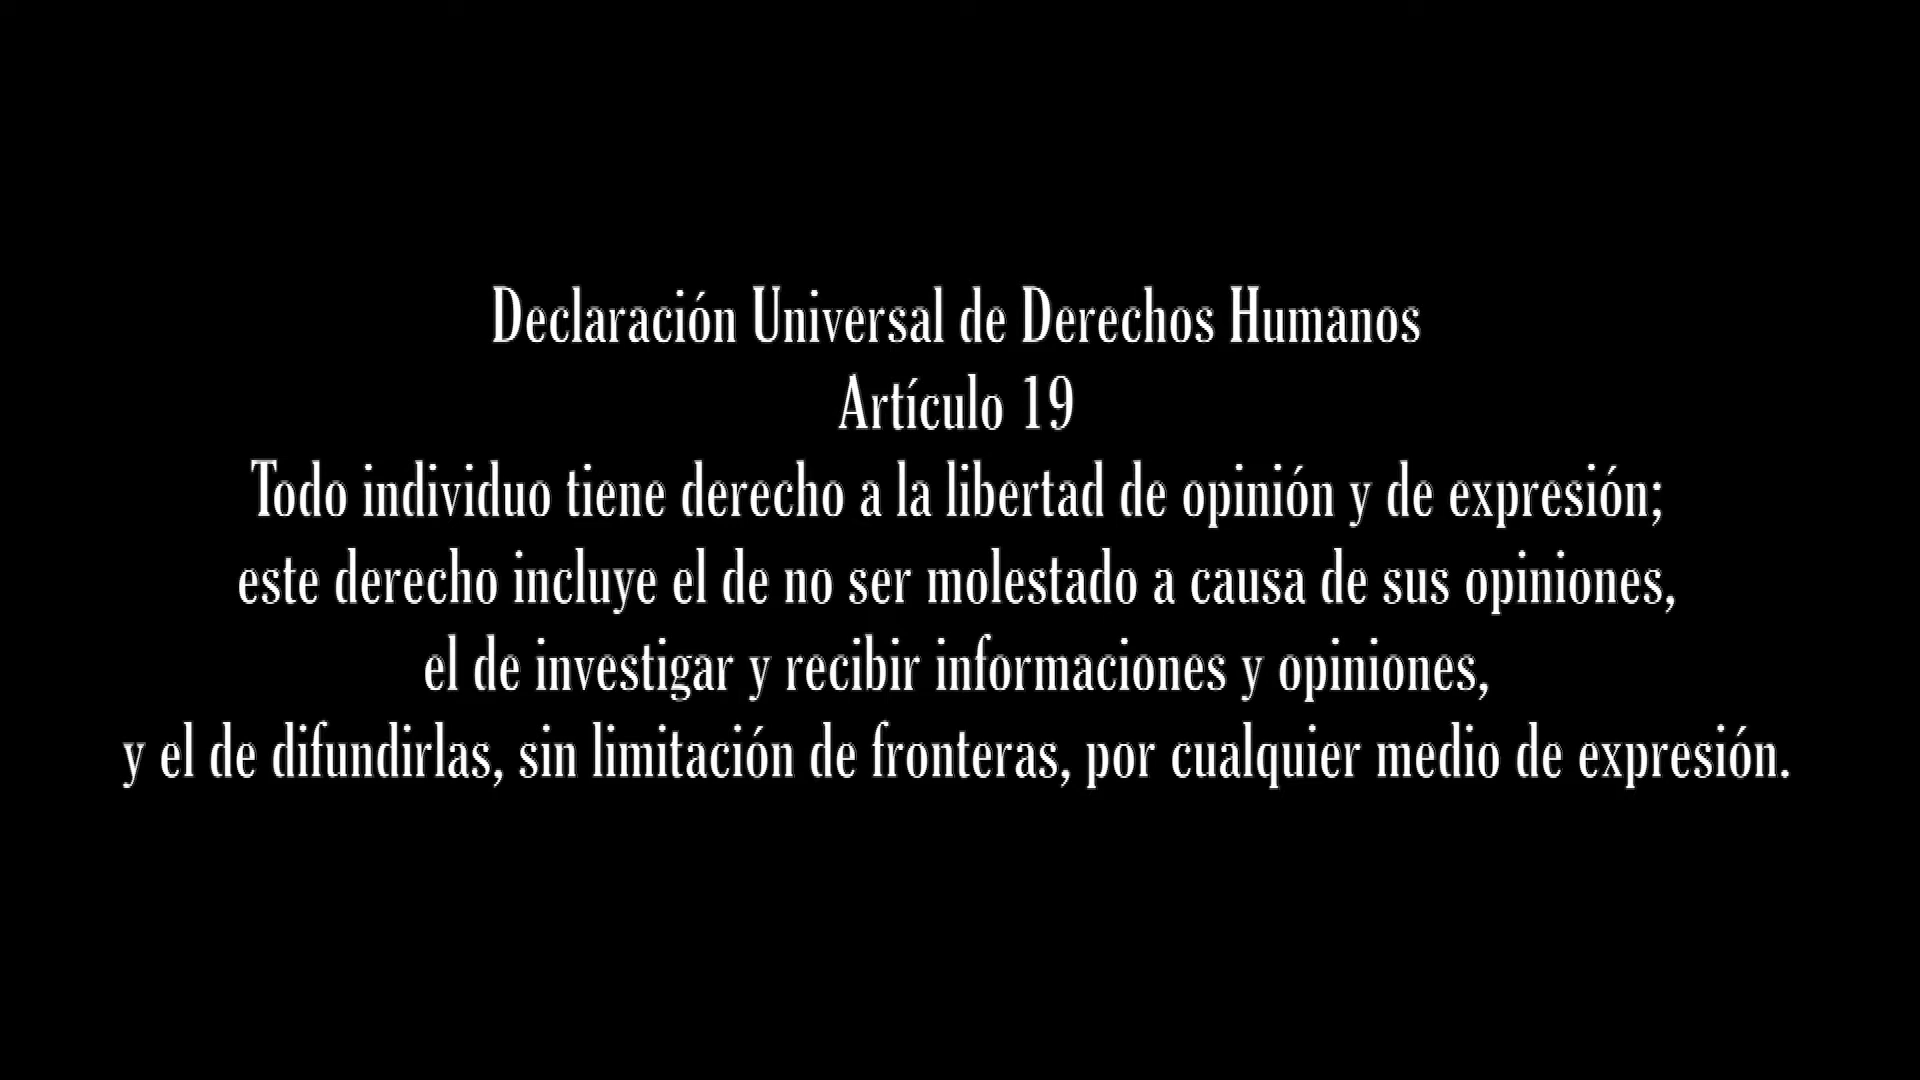 Declaración Universal de Derechos Humanos
Artículo 19
Todo individuo tiene derecho a la libertad de opinión y de expresión;
este derecho incluye el de no ser molestado a causa de sus opiniones,
el de investigar y recibir informaciones y opiniones,
y el de difundirlas, sin limitación de fronteras, por cualquier medio de expresión.